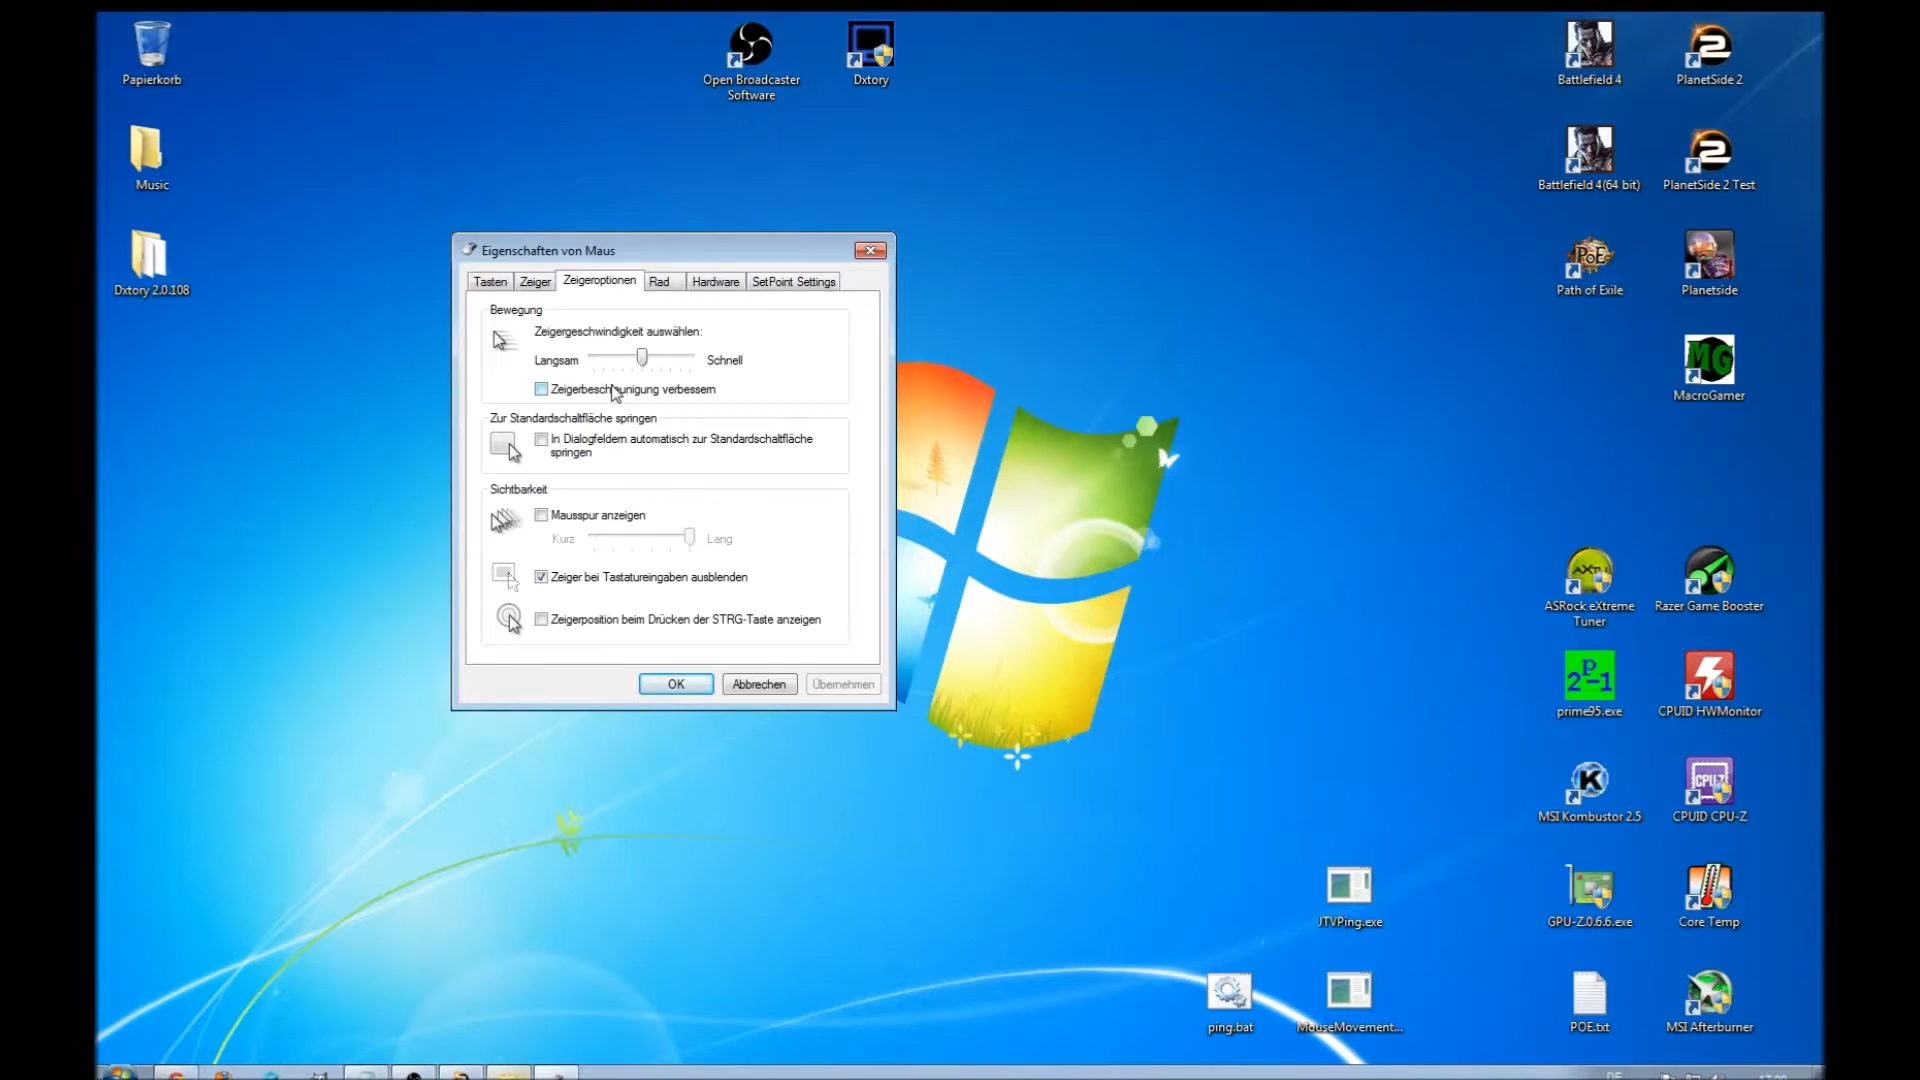 Papierkorb
Open Broadcaster
Software
Dxtory
Battlefield 4
PlanetSide 2
Music
Battlefield 4(64 bit)
PlanetSide 2 Test
Dxtory 2.0.108
Path of Exile
Planetside
MacroGamer
Eigenschaften von Maus
Tasten
Zeiger
Zeigeroptionen
Rad
Hardware
SetPoint Settings
Bewegung
Zeigergeschwindigkeit auswählen:
Langsam
Schnell
Zeigerbeschleunigung verbessern
Zur Standardschaltfläche springen
In Dialogfeldern automatisch zur Standardschaltfläche
springen
Sichtbarkeit
Mausspur anzeigen
Kurz
Lang
Zeiger bei Tastatureingaben ausblenden
Zeigerposition beim Drücken der STRG-Taste anzeigen
OK
Abbrechen
Übernehmen
ASRock eXtreme
Tuner
Razer Game Booster
prime95.exe
CPUID HWMonitor
MSI Kombustor 2.5
CPUID CPU-Z
JTVPing.exe
GPU-Z.0.6.6.exe
Core Temp
ping.bat
MouseMovement...
POE.txt
MSI Afterburner